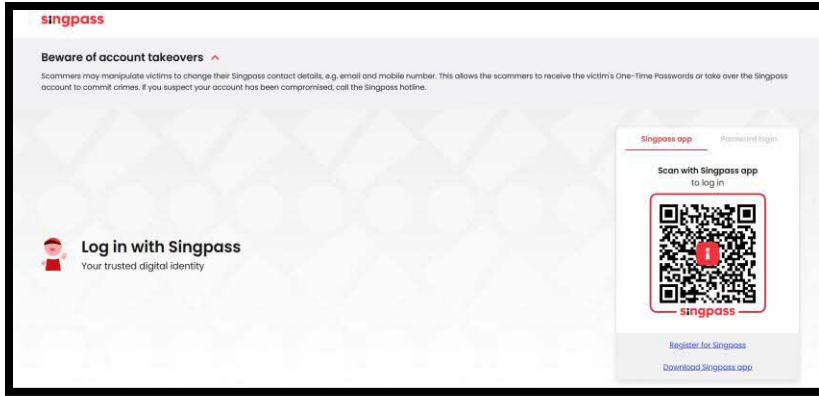 singpass
Beware of account takeovers
Scammers may manipulate victims to change their Singpass contact details, e.g. email and mobile number. This allows the scammers to receive the victim's One-Time Passwords or take over the Singpass
account to commit crimes. If you suspect your account has been compromised, call the Singpass hotline.
Singpass app
Password login
Scan with Singpass app
to log in
singpass
Log in with Singpass
Your trusted digital identity
Register for Singpass
Download Singpass app